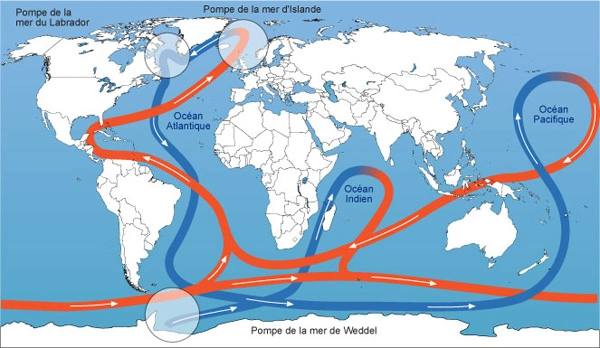 Pompe de la
mer du Labrador
Pompe de la mer d'Islande
Océan
Atlantique
Océan
Pacifique
Océan
Indien
Pompe de la mer de Weddel